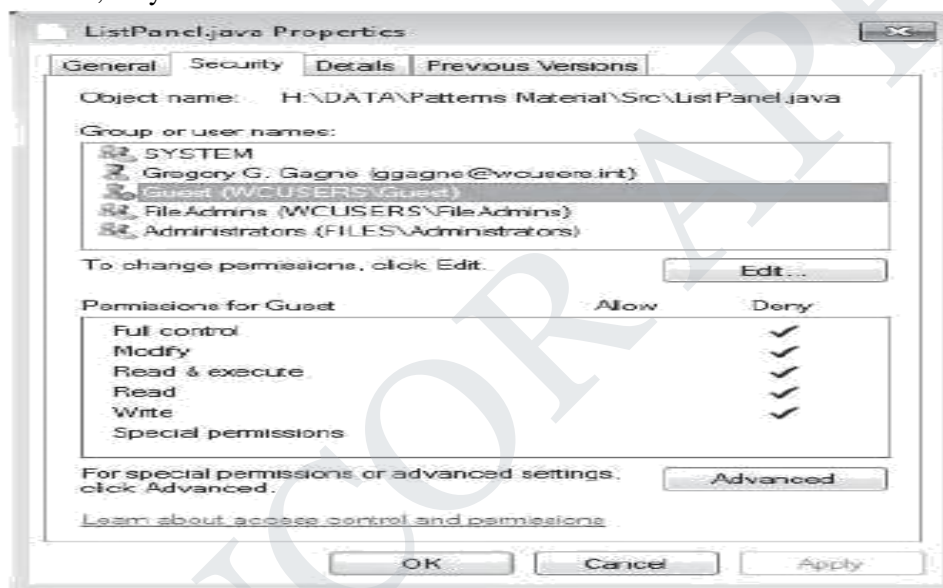 ListPanel.java Properties
General Security Details Previous Versions
Object name: H:\DATA\Patterns Material\Src\ListPanel.java
Group or user names:
SYSTEM
Gregory G. Gagne (ggagne@wcusers.int)
Guest (WCUSERS\Guest)
FileAdmins (WCUSERS\FileAdmins)
Administrators (FILES\Administrators)
To change permissions, click Edit.
Edit...
Permissions for Guest Allow Deny
Full control
Modify
Read & execute
Read
Write
Special permissions
For special permissions or advanced settings,
click Advanced.
Advanced
Learn about access control and permissions
OK Cancel Apply